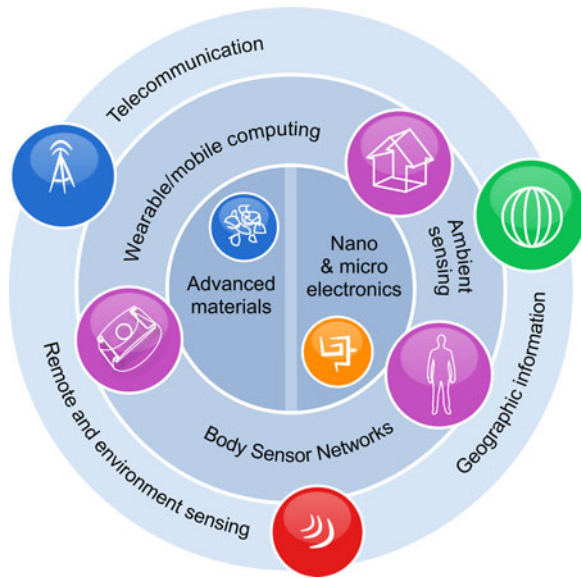 Telecommunication
Wearable/mobile computing
Ambient
sensing
Nano
& micro
electronics
Advanced
materials
Body Sensor Networks
Remote and environment sensing
Geographic information